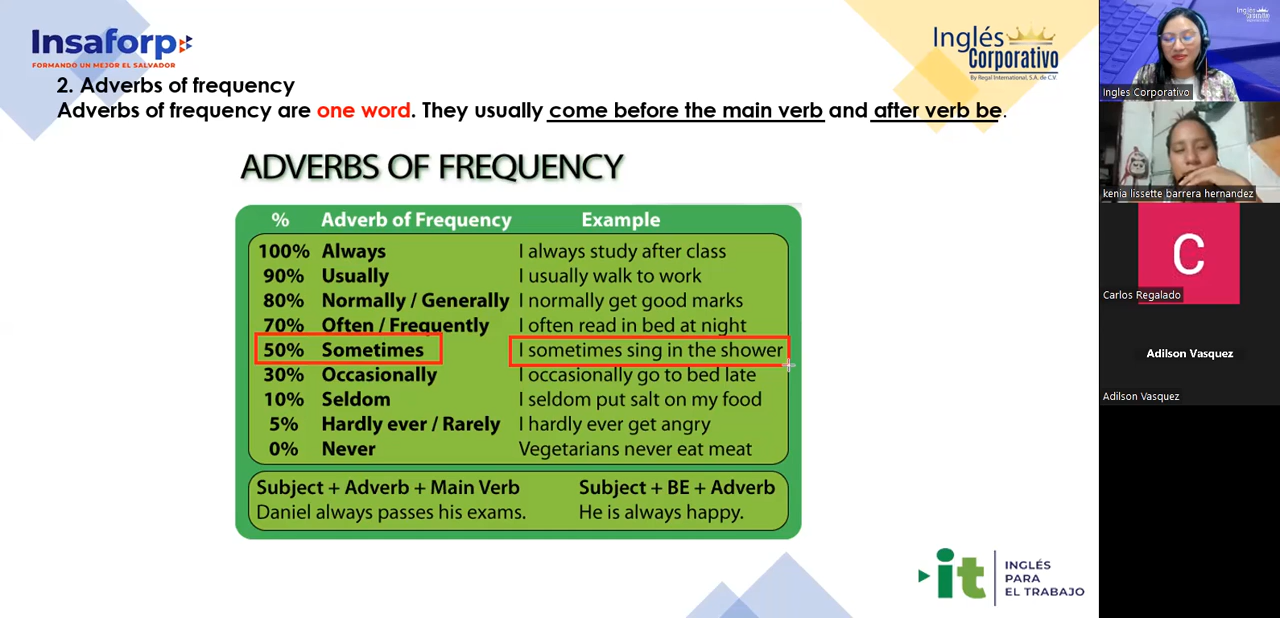 Insaforp
FORMANDO UN MEJOR EL SALVADOR
Inglés
Corporativo
By Regal International, S.A. de C.V.
2. Adverbs of frequency
Adverbs of frequency are one word. They usually come before the main verb and after verb be.
ADVERBS OF FREQUENCY
% Adverb of Frequency Example
100% Always I always study after class
90% Usually I usually walk to work
80% Normally / Generally I normally get good marks
70% Often / Frequently I often read in bed at night
50% Sometimes I sometimes sing in the shower
30% Occasionally I occasionally go to bed late
10% Seldom I seldom put salt on my food
5% Hardly ever / Rarely I hardly ever get angry
0% Never Vegetarians never eat meat
Subject + Adverb + Main Verb Subject + BE + Adverb
Daniel always passes his exams. He is always happy.
it
INGLÉS
PARA
EL TRABAJO
Inglés
Corporativo
Ingles Corporativo
kenia lissette barrera hernandez
C
Carlos Regalado
Adilson Vasquez
Adilson Vasquez